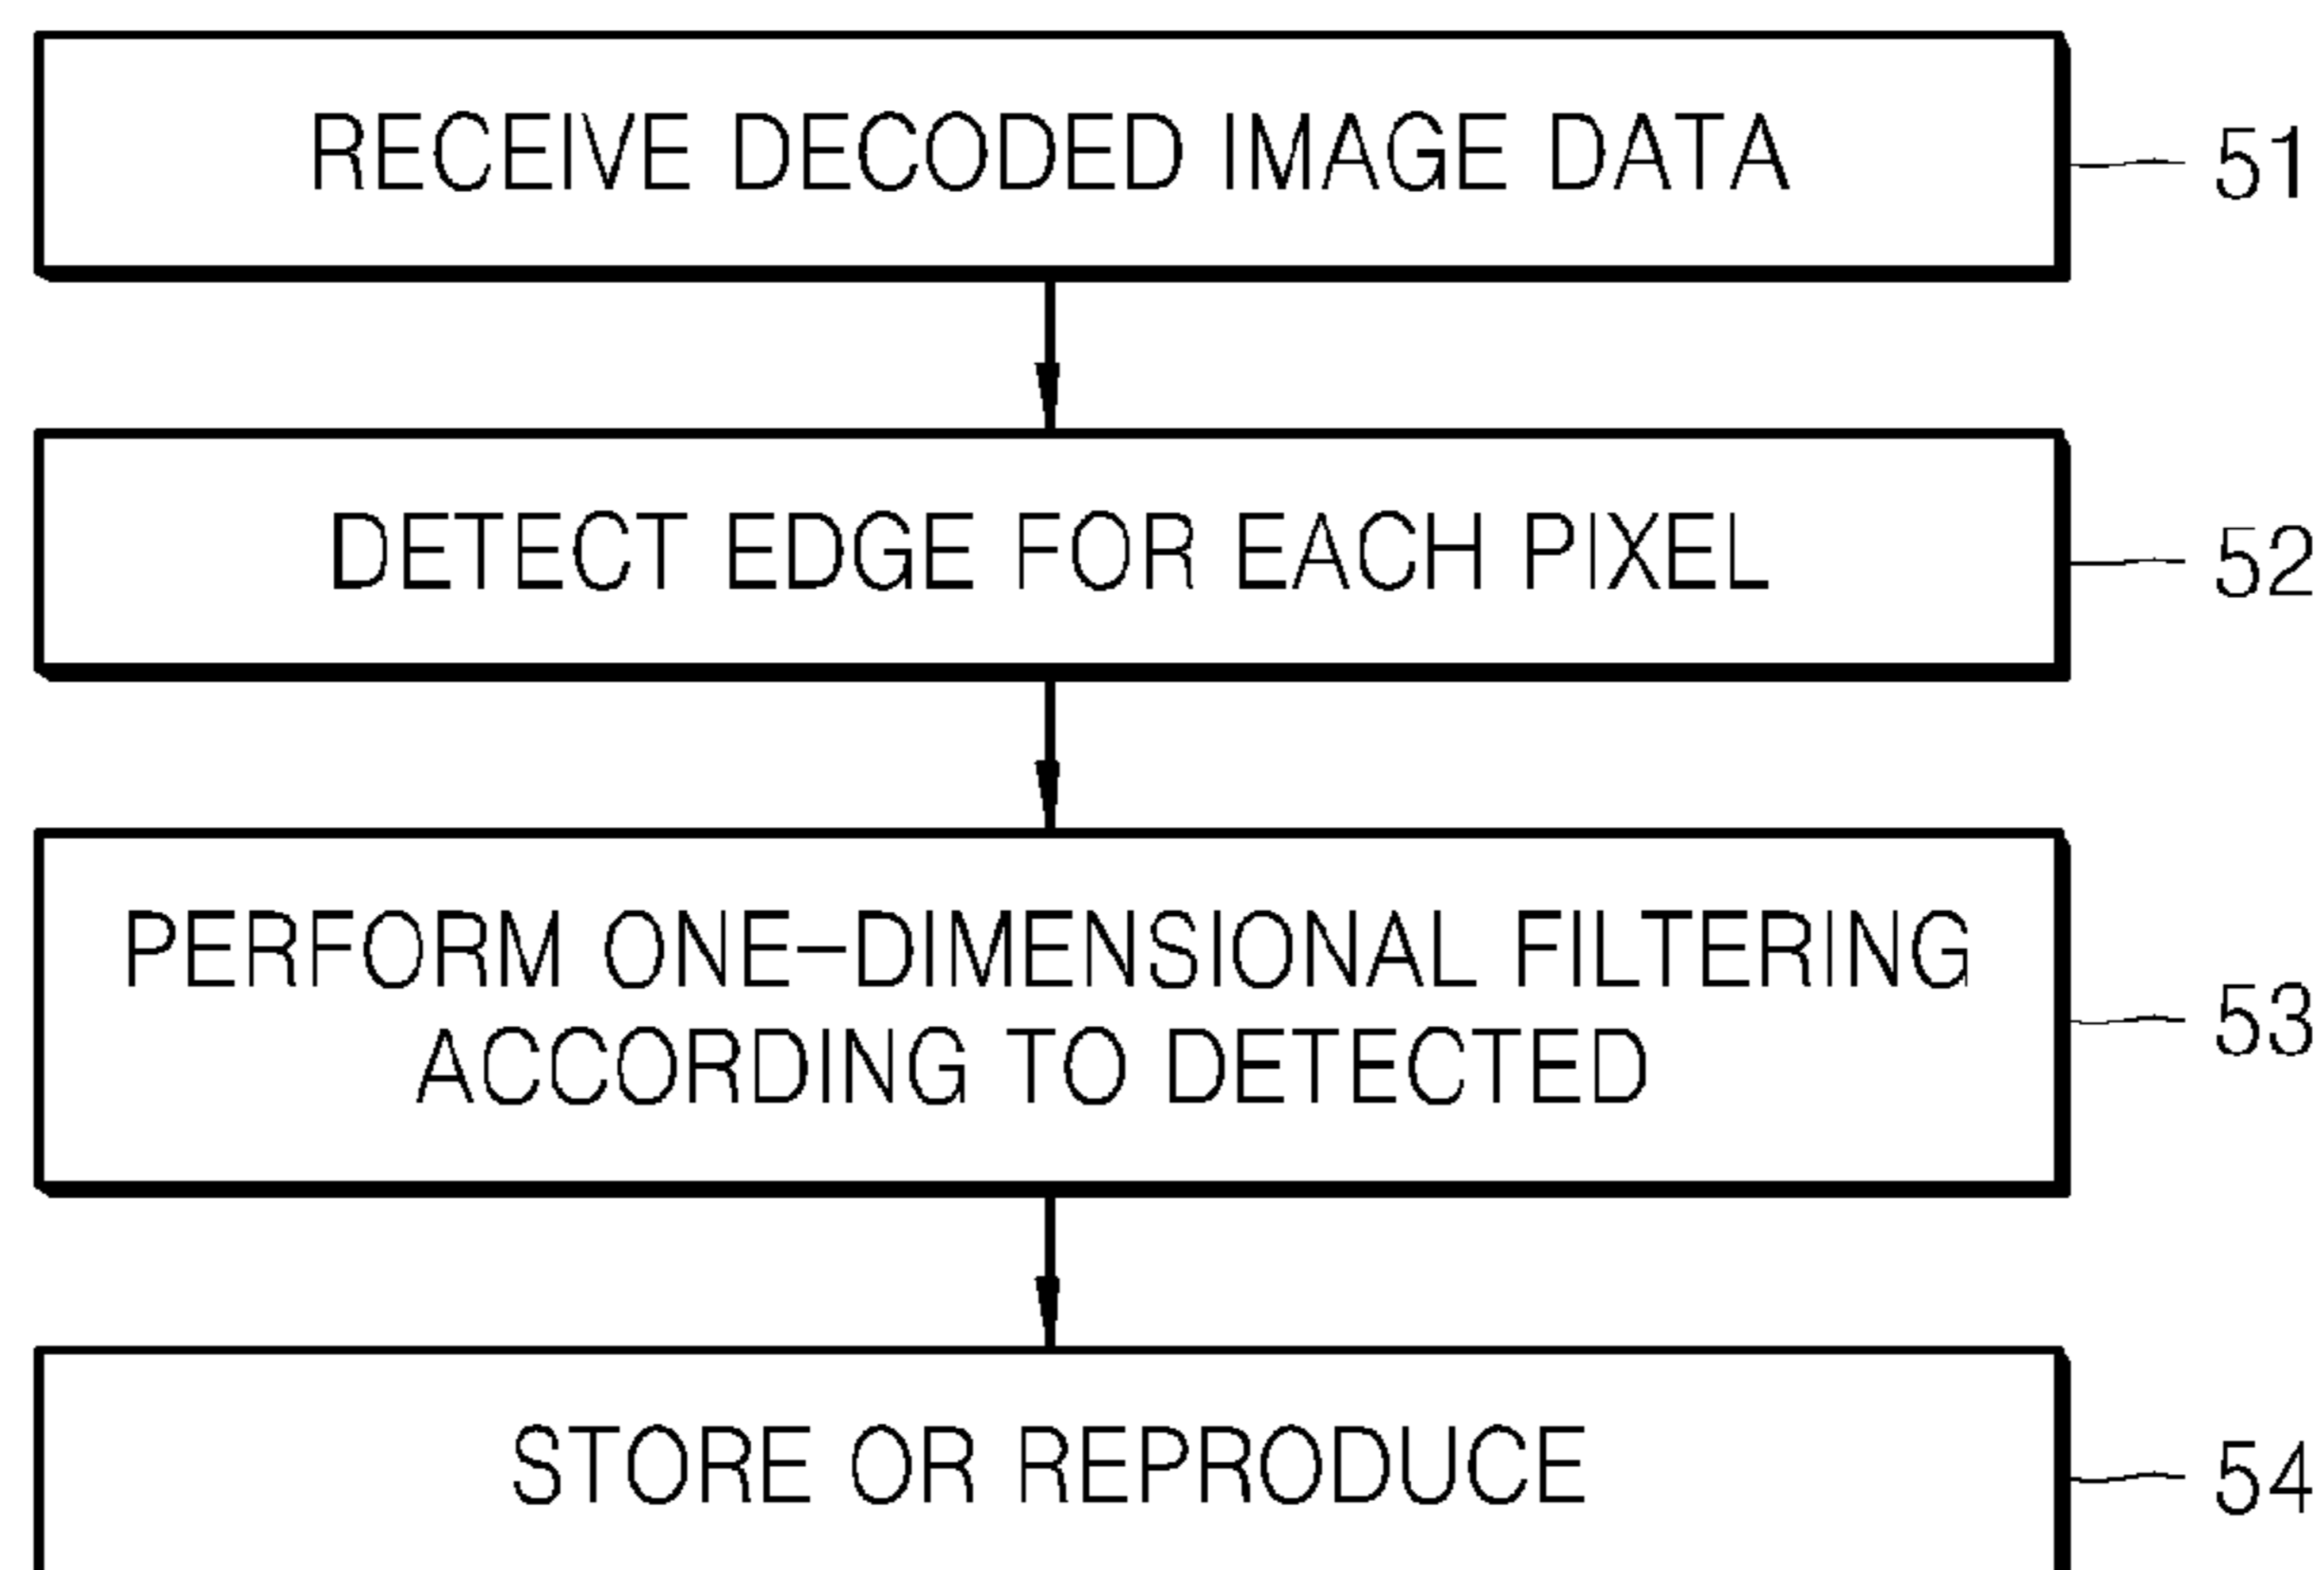 RECEIVE DECODED IMAGE DATA
51
DETECT EDGE FOR EACH PIXEL
52
PERFORM ONE-DIMENSIONAL FILTERING
ACCORDING TO DETECTED
53
STORE OR REPRODUCE
54